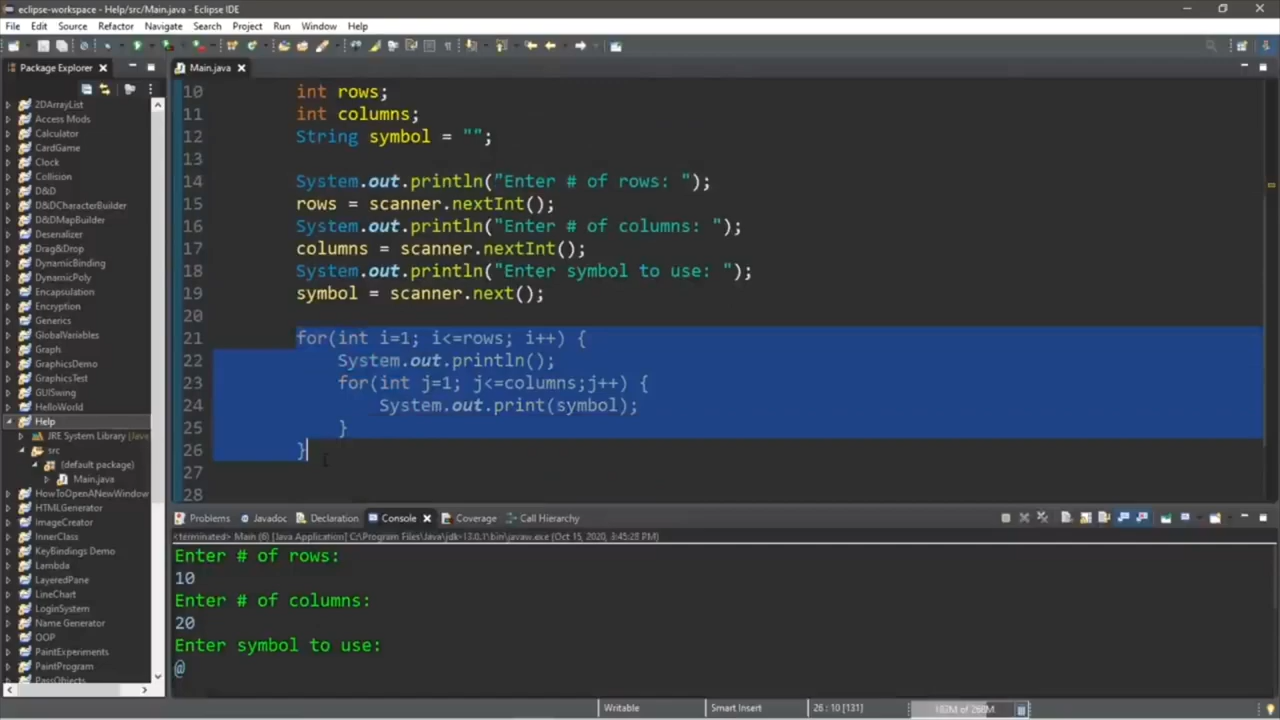 eclipse-workspace - Help/src/Main.java - Eclipse IDE
File Edit Source Refactor Navigate Search Project Run Window Help
Package Explorer
2DArrayList
Access Mods
Calculator
CardGame
Clock
Collision
D&D
D&DCharacterBuilder
D&DMapBuilder
Deserializer
Drag&Drop
DynamicBinding
DynamicPoly
Encapsulation
Encryption
Generics
GlobalVariables
Graph
GraphicsDemo
GraphicsTest
GUISwing
HelloWorld
Help
JRE System Library [Java
src
(default package)
Main.java
HowToOpenANewWindow
HTMLGenerator
ImageCreator
InnerClass
KeyBindings Demo
Lambda
LayeredPane
LineChart
LoginSystem
Name Generator
OOP
PaintExperiments
PaintProgram
PassObjects
Main.java
10 int rows;
11 int columns;
12 String symbol = "";
13
14 System.out.println("Enter # of rows: ");
15 rows = scanner.nextInt();
16 System.out.println("Enter # of columns: ");
17 columns = scanner.nextInt();
18 System.out.println("Enter symbol to use: ");
19 symbol = scanner.next();
20
21 for(int i=1; i<=rows; i++) {
22 System.out.println();
23 for(int j=1; j<=columns;j++) {
24 System.out.print(symbol);
25 }
26 }
27
28
Problems Javadoc Declaration Console Coverage Call Hierarchy
<terminated> Main (6) [Java Application] C:\Program Files\Java\jdk-13.0.1\bin\javaw.exe (Oct 15, 2020, 3:45:28 PM)
Enter # of rows:
10
Enter # of columns:
20
Enter symbol to use:
@
Writable Smart Insert 26 : 10 [131] of 268M